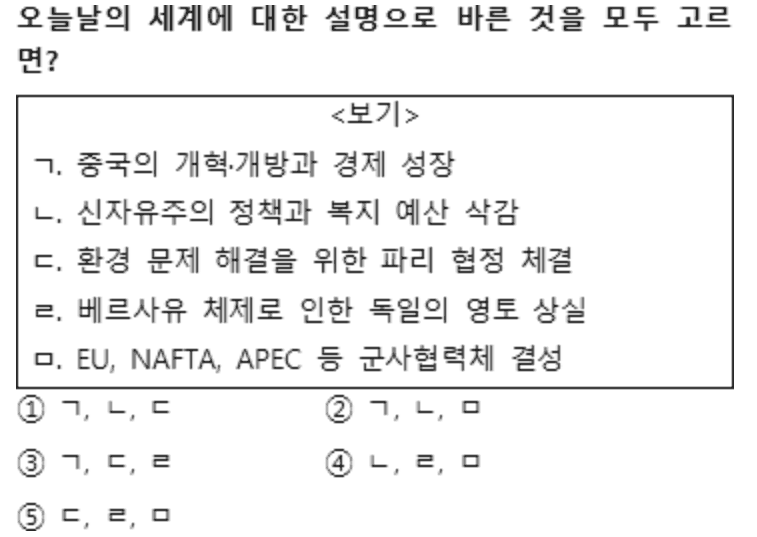 오늘날의 세계에 대한 설명으로 바른 것을 모두 고르
면?
<보기>
ㄱ. 중국의 개혁·개방과 경제 성장
ㄴ. 신자유주의 정책과 복지 예산 삭감
ㄷ. 환경 문제 해결을 위한 파리 협정 체결
ㄹ. 베르사유 체제로 인한 독일의 영토 상실
ㅁ. EU, NAFTA, APEC 등 군사협력체 결성
① ㄱ, ㄴ, ㄷ ② ㄱ, ㄴ, ㅁ
③ ㄱ, ㄷ, ㄹ ④ ㄴ, ㄹ, ㅁ
⑤ ㄷ, ㄹ, ㅁ